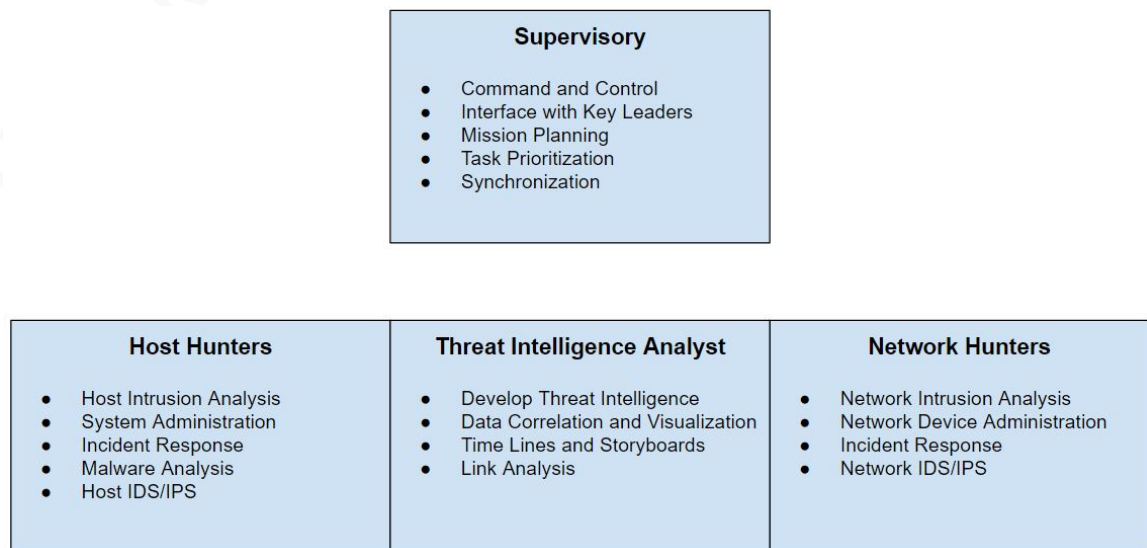 Supervisory
● Command and Control
● Interface with Key Leaders
● Mission Planning
● Task Prioritization
● Synchronization
Host Hunters
● Host Intrusion Analysis
● System Administration
● Incident Response
● Malware Analysis
● Host IDS/IPS
Threat Intelligence Analyst
● Develop Threat Intelligence
● Data Correlation and Visualization
● Time Lines and Storyboards
● Link Analysis
Network Hunters
● Network Intrusion Analysis
● Network Device Administration
● Incident Response
● Network IDS/IPS